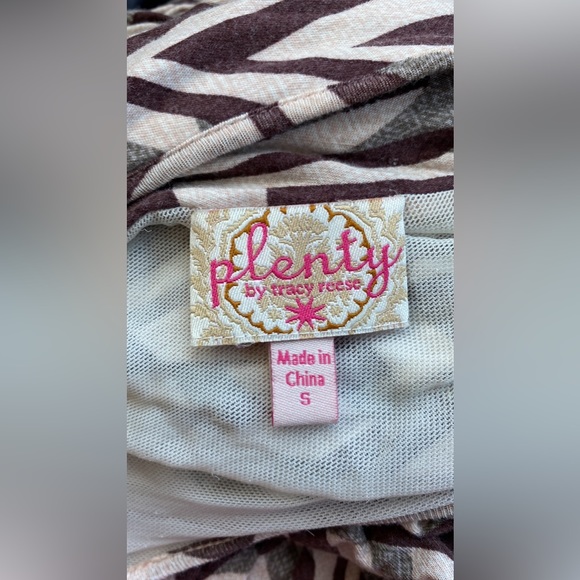 plenty
by tracy reese
Made in
China
S